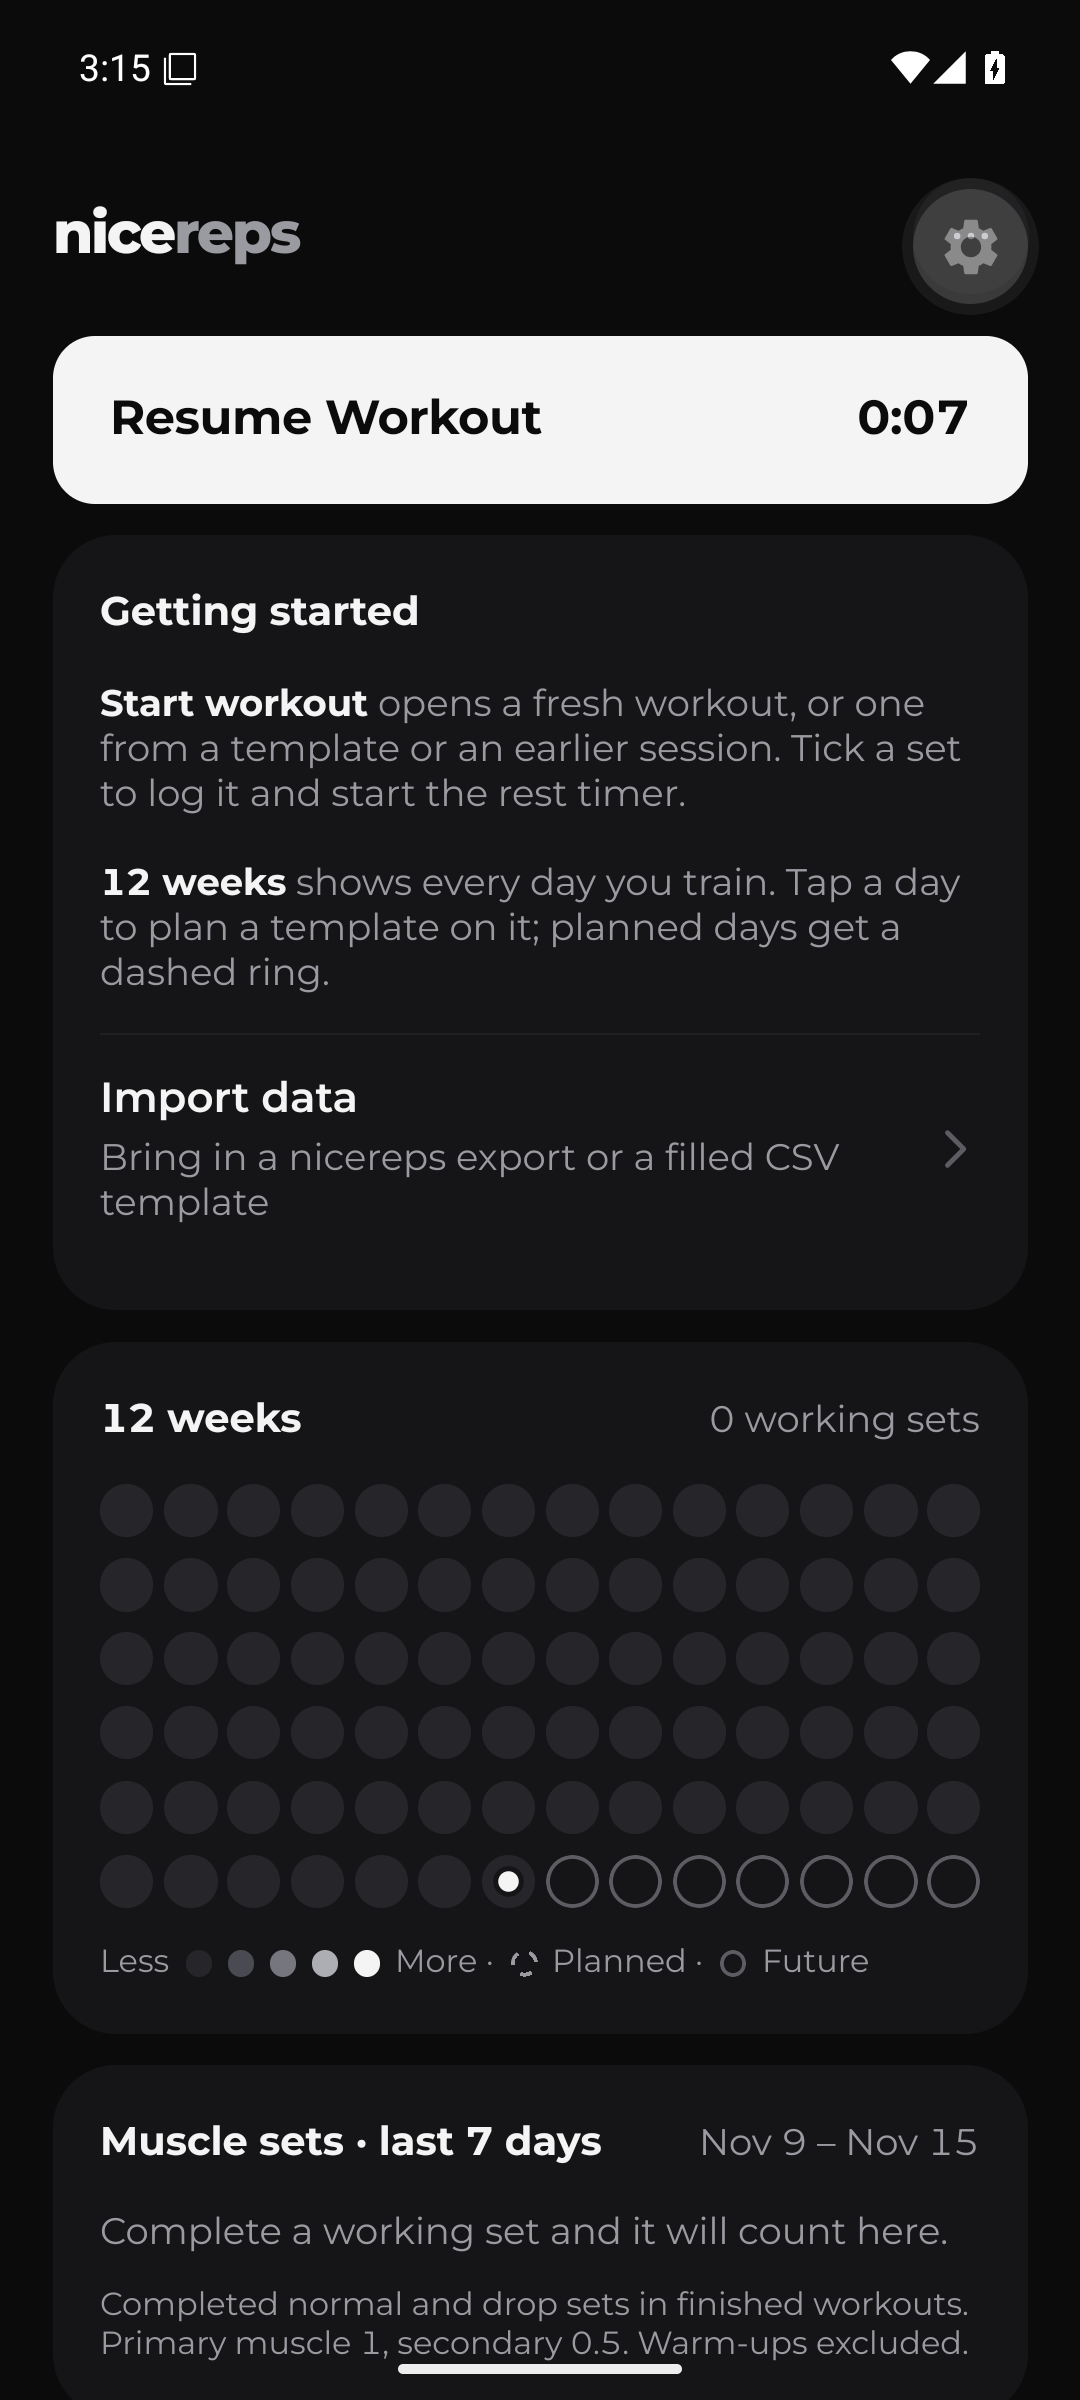 3:15
nicereps
Resume Workout 0:07
Getting started
Start workout opens a fresh workout, or one
from a template or an earlier session. Tick a set
to log it and start the rest timer.
12 weeks shows every day you train. Tap a day
to plan a template on it; planned days get a
dashed ring.
Import data
Bring in a nicereps export or a filled CSV
template
12 weeks 0 working sets
Less More · Planned · Future
Muscle sets · last 7 days Nov 9 – Nov 15
Complete a working set and it will count here.
Completed normal and drop sets in finished workouts.
Primary muscle 1, secondary 0.5. Warm-ups excluded.